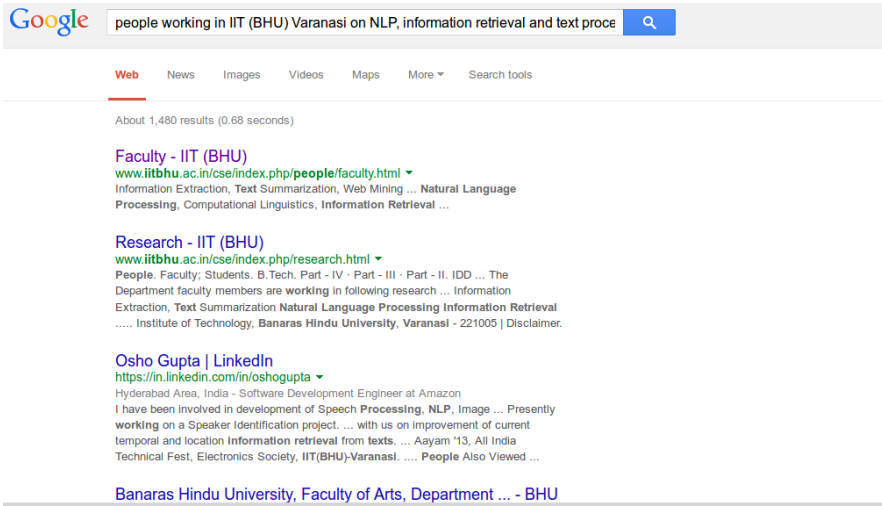 Google people working in IIT (BHU) Varanasi on NLP, information retrieval and text proce
Web News Images Videos Maps More Search tools
About 1,480 results (0.68 seconds)
Faculty - IIT (BHU)
www.iitbhu.ac.in/cse/index.php/people/faculty.html
Information Extraction, Text Summarization, Web Mining ... Natural Language
Processing, Computational Linguistics, Information Retrieval ...
Research - IIT (BHU)
www.iitbhu.ac.in/cse/index.php/research.html
People. Faculty; Students. B.Tech. Part - IV · Part - III · Part - II. IDD ... The
Department faculty members are working in following research ... Information
Extraction, Text Summarization Natural Language Processing Information Retrieval
..... Institute of Technology, Banaras Hindu University, Varanasi - 221005 | Disclaimer.
Osho Gupta | LinkedIn
https://in.linkedin.com/in/oshogupta
Hyderabad Area, India - Software Development Engineer at Amazon
I have been involved in development of Speech Processing, NLP, Image ... Presently
working on a Speaker Identification project. ... with us on improvement of current
temporal and location information retrieval from texts. ... Aayam '13, All India
Technical Fest, Electronics Society, IIT(BHU)-Varanasi. .... People Also Viewed ...
Banaras Hindu University, Faculty of Arts, Department ... - BHU